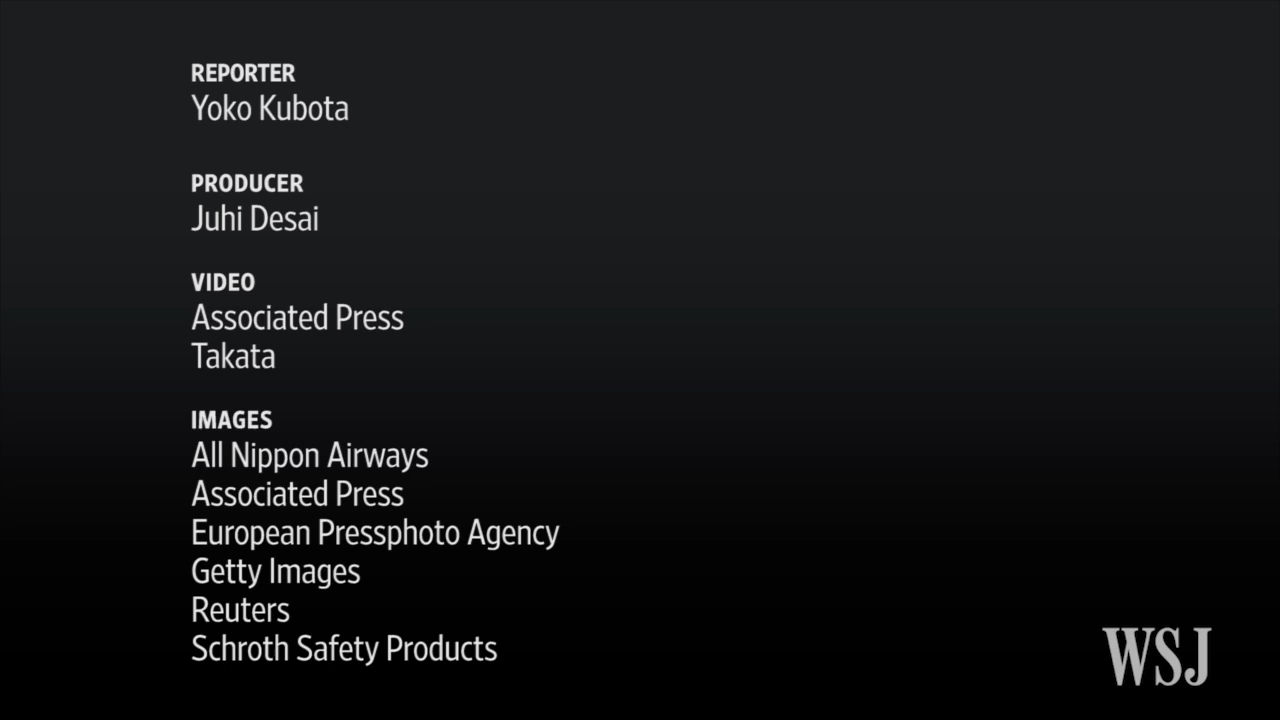 REPORTER
Yoko Kubota
PRODUCER
Juhi Desai
VIDEO
Associated Press
Takata
IMAGES
All Nippon Airways
Associated Press
European Pressphoto Agency
Getty Images
Reuters
Schroth Safety Products
WSJ